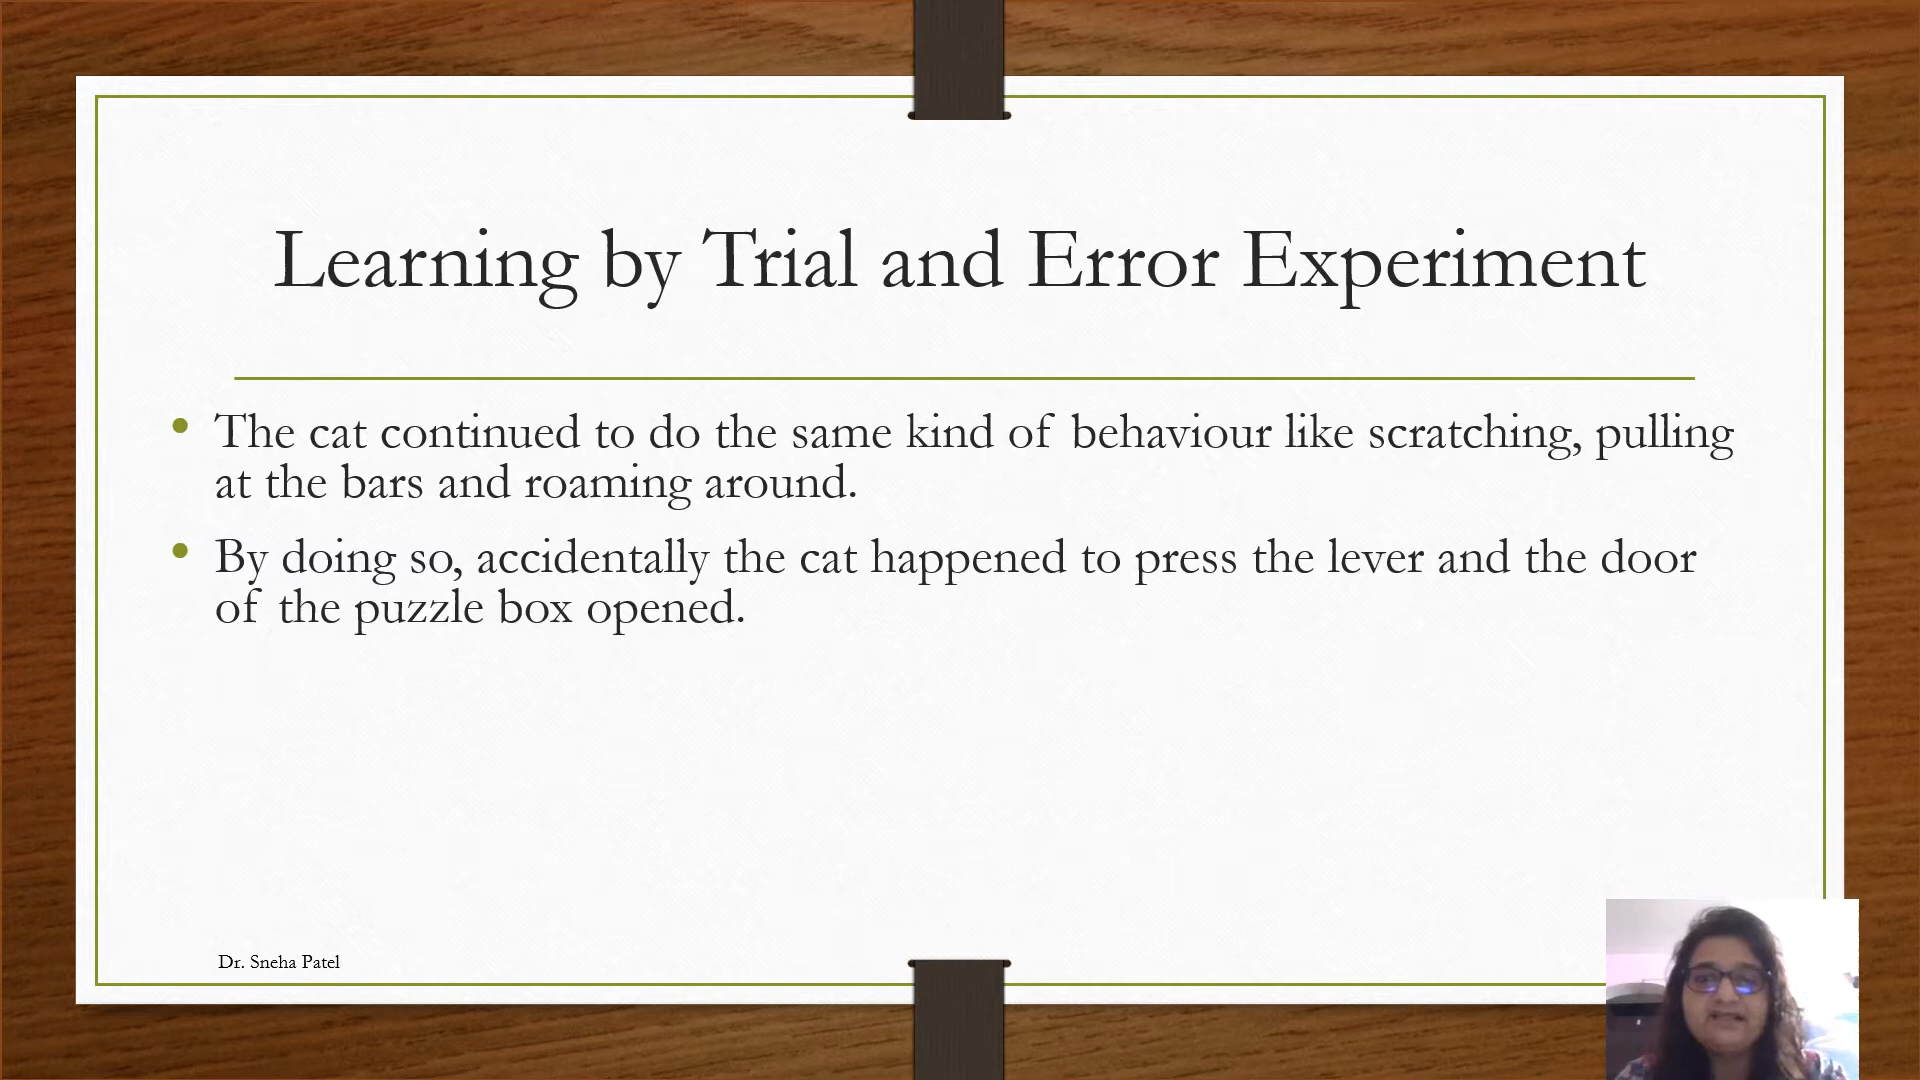 Learning by Trial and Error Experiment
• The cat continued to do the same kind of behaviour like scratching, pulling
at the bars and roaming around.
• By doing so, accidentally the cat happened to press the lever and the door
of the puzzle box opened.
Dr. Sneha Patel